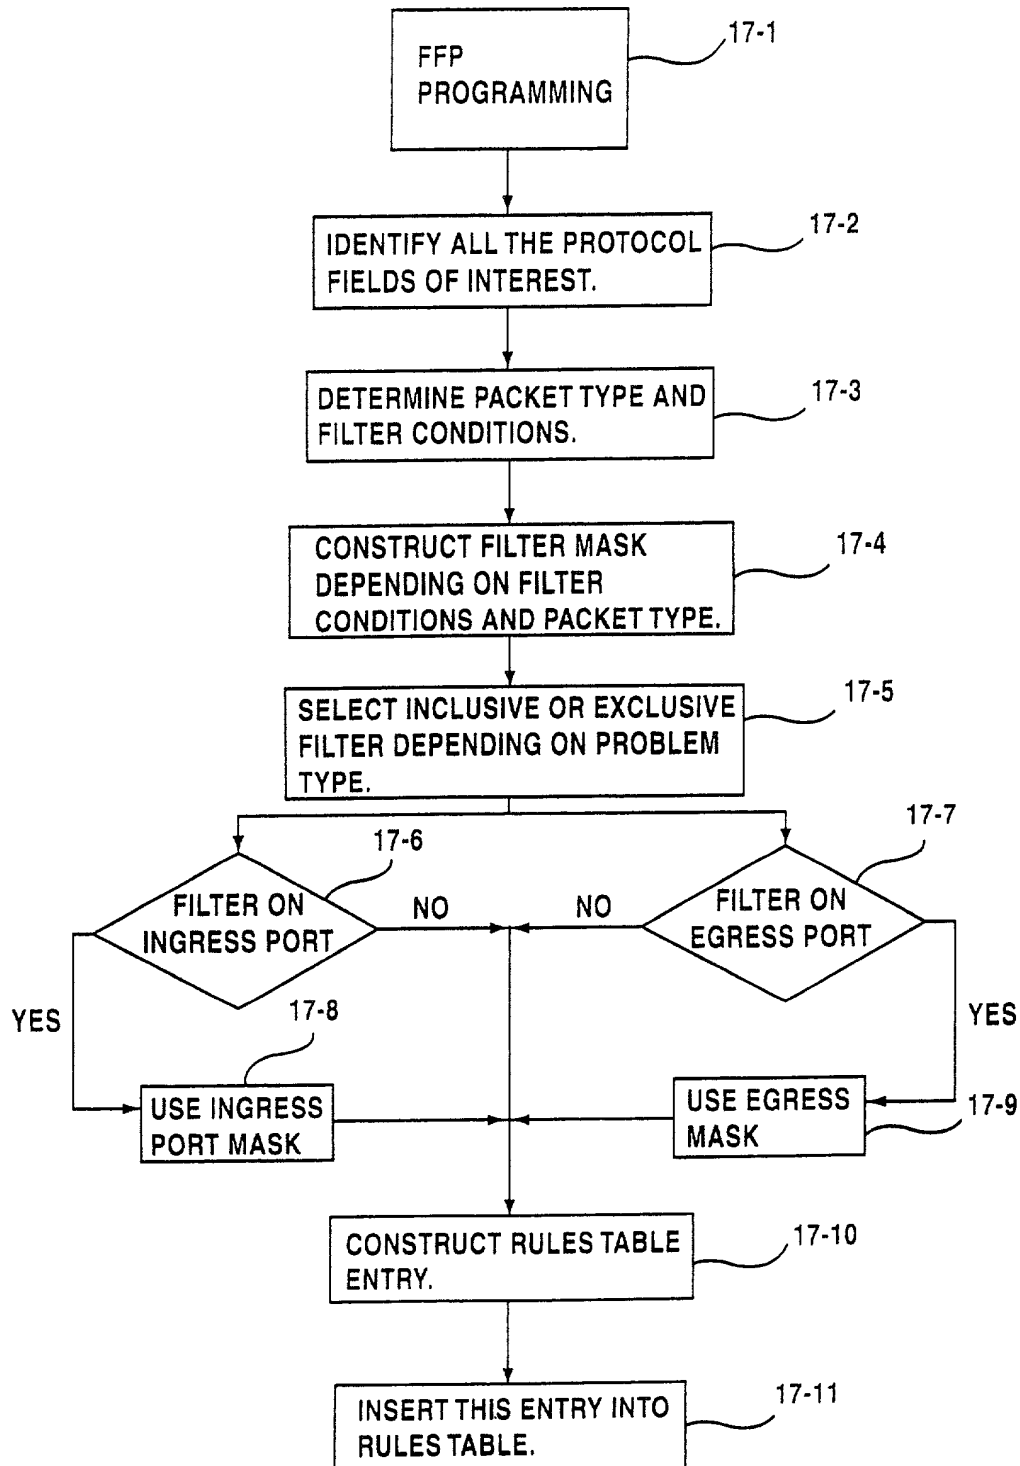 17-1
FFP
PROGRAMMING
17-2
IDENTIFY ALL THE PROTOCOL
FIELDS OF INTEREST.
17-3
DETERMINE PACKET TYPE AND
FILTER CONDITIONS.
17-4
CONSTRUCT FILTER MASK
DEPENDING ON FILTER
CONDITIONS AND PACKET TYPE.
17-5
SELECT INCLUSIVE OR EXCLUSIVE
FILTER DEPENDING ON PROBLEM
TYPE.
17-6
FILTER ON
INGRESS PORT
NO
YES
17-7
FILTER ON
EGRESS PORT
NO
YES
17-8
USE INGRESS
PORT MASK
17-9
USE EGRESS
MASK
17-10
CONSTRUCT RULES TABLE
ENTRY.
17-11
INSERT THIS ENTRY INTO
RULES TABLE.